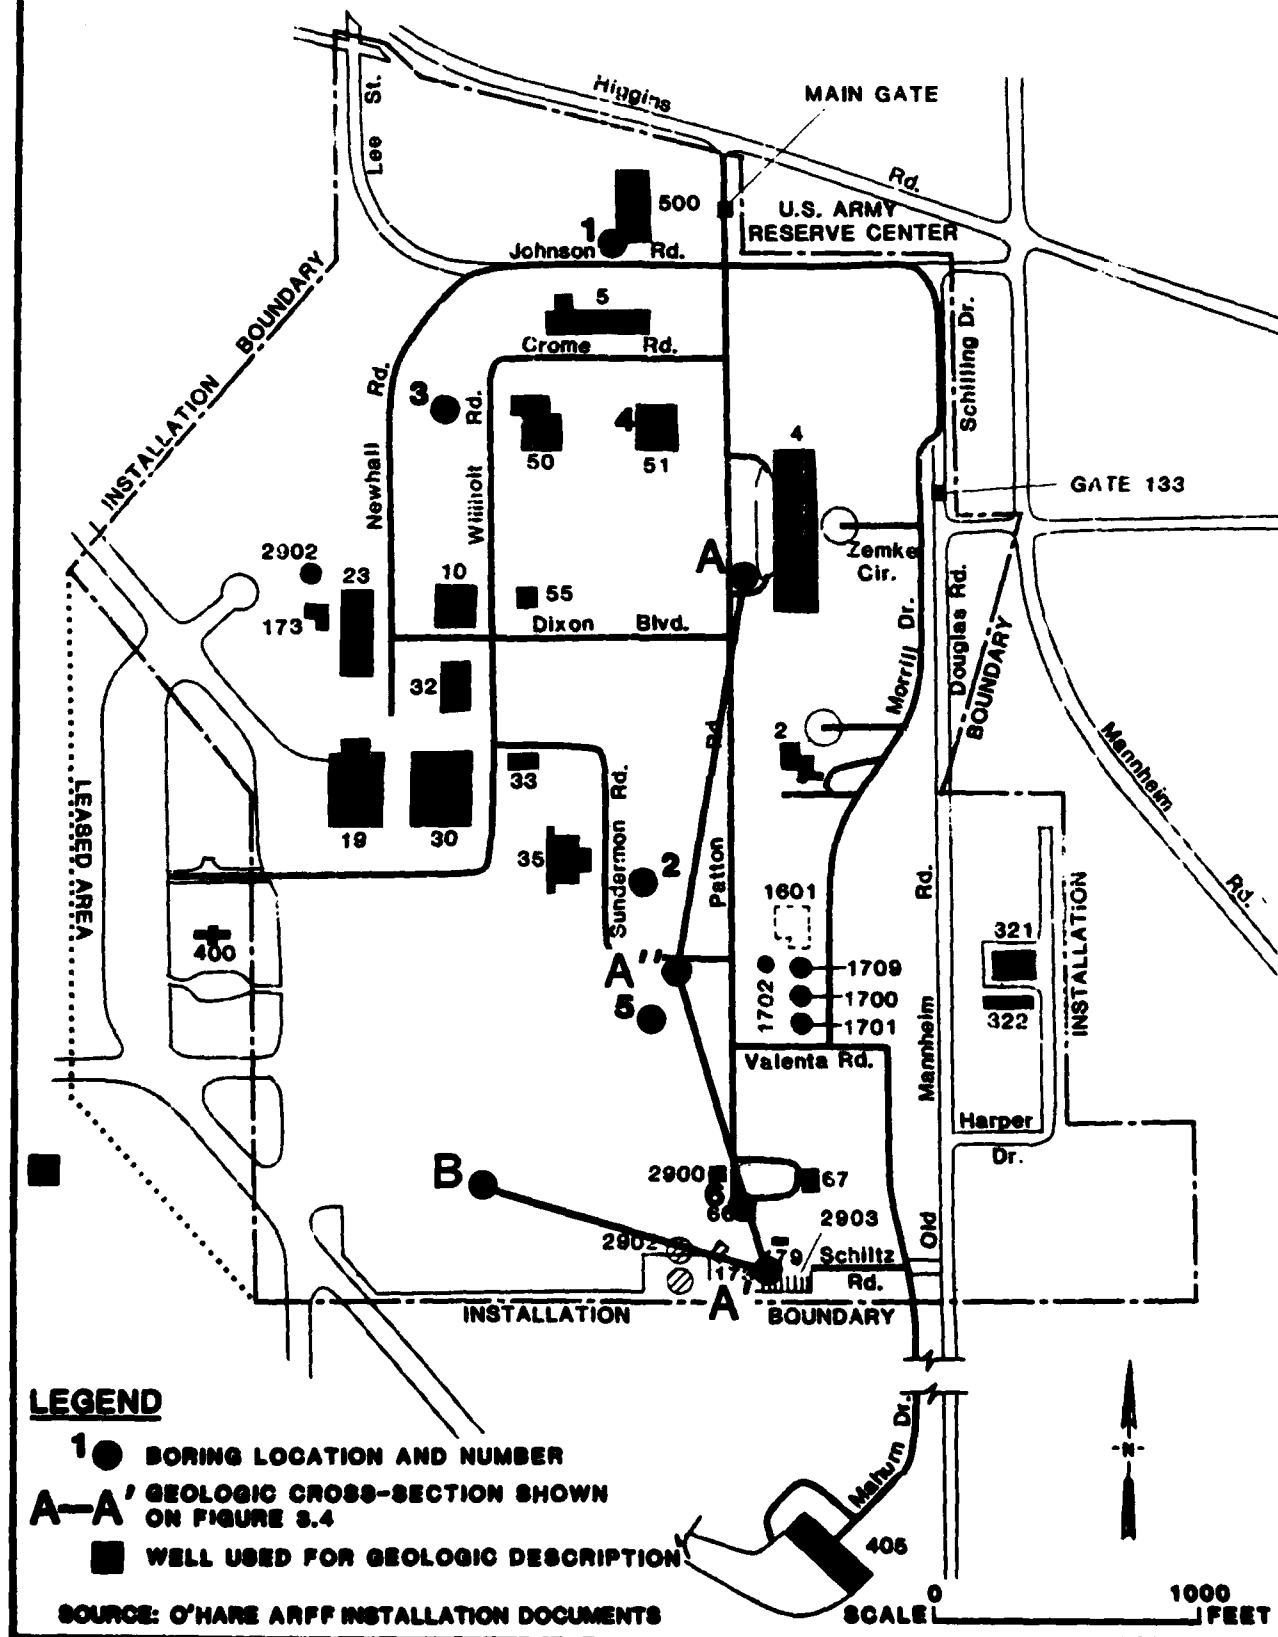 Higgins
MAIN GATE
St.
Lee
Rd.
500
U.S. ARMY
RESERVE CENTER
1
Johnson Rd.
INSTALLATION BOUNDARY
5
Crome Rd.
Schilling Dr.
Rd.
3
Rd.
4
50
51
4
GATE 133
Newhall
2902
23
10
A
Zemke
Cir.
55
173
Dixon Blvd.
Douglas Rd.
Morrill Dr.
BOUNDARY
32
Rd.
2
Mannheim
33
LEASED AREA
19
30
Sundermon Rd.
35
2
Patton
1601
Rd.
Rd.
321
400
A''
1709
1702
1700
5
1701
322
INSTALLATION
Valenta Rd.
Mannheim
Harper
Dr.
B
2900
67
6
66
2903
Old
2902
179
Schiltz
Rd.
A'
INSTALLATION BOUNDARY
LEGEND
1 BORING LOCATION AND NUMBER
A—A' GEOLOGIC CROSS-SECTION SHOWN
ON FIGURE 3.4
WELL USED FOR GEOLOGIC DESCRIPTION
Dr.
-N-
405
SOURCE: O'HARE ARFF INSTALLATION DOCUMENTS
0 1000
SCALE FEET